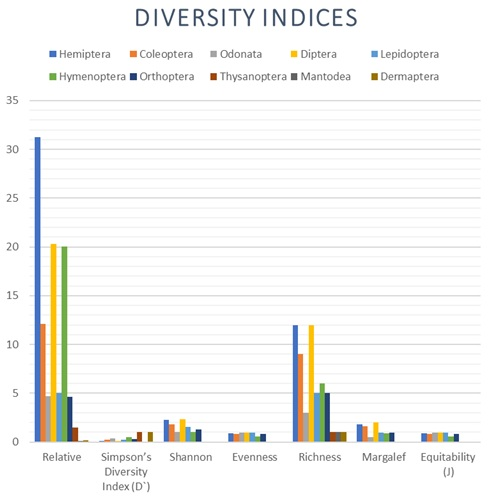 DIVERSITY INDICES
Hemiptera Coleoptera Odonata Diptera Lepidoptera
Hymenoptera Orthoptera Thysanoptera Mantodea Dermaptera
35
30
25
20
15
10
5
0
Relative Simpson's Diversity Index (D`) Shannon Evenness Richness Margalef Equitability (J)